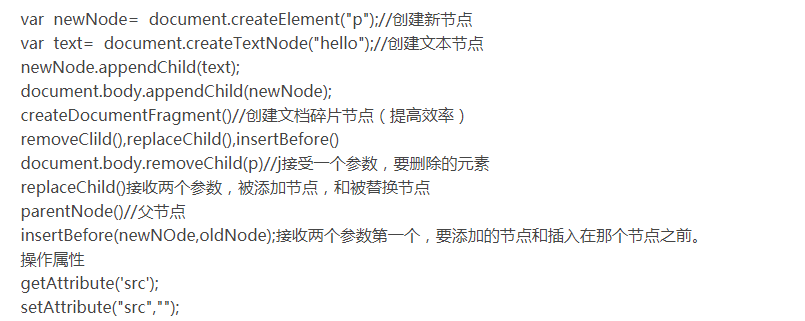 var newNode= document.createElement("p");//创建新节点
var text= document.createTextNode("hello");//创建文本节点
newNode.appendChild(text);
document.body.appendChild(newNode);
createDocumentFragment()//创建文档碎片节点（提高效率）
removeClild(),replaceChild(),insertBefore()
document.body.removeChild(p)//j接受一个参数，要删除的元素
replaceChild()接收两个参数，被添加节点，和被替换节点
parentNode()//父节点
insertBefore(newNOde,oldNode);接收两个参数第一个，要添加的节点和插入在那个节点之前。
操作属性
getAttribute('src');
setAttribute("src","");